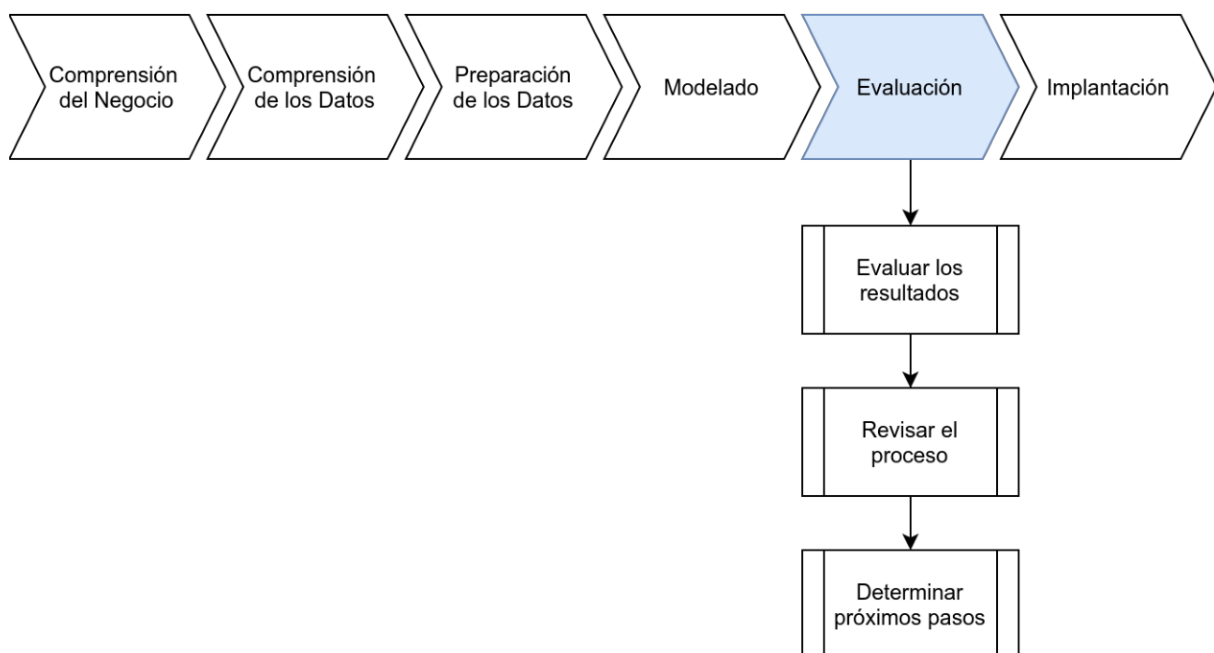 Comprensión
del Negocio
Comprensión
de los Datos
Preparación
de los Datos
Modelado
Evaluación
Implantación
Evaluar los
resultados
Revisar el
proceso
Determinar
próximos pasos